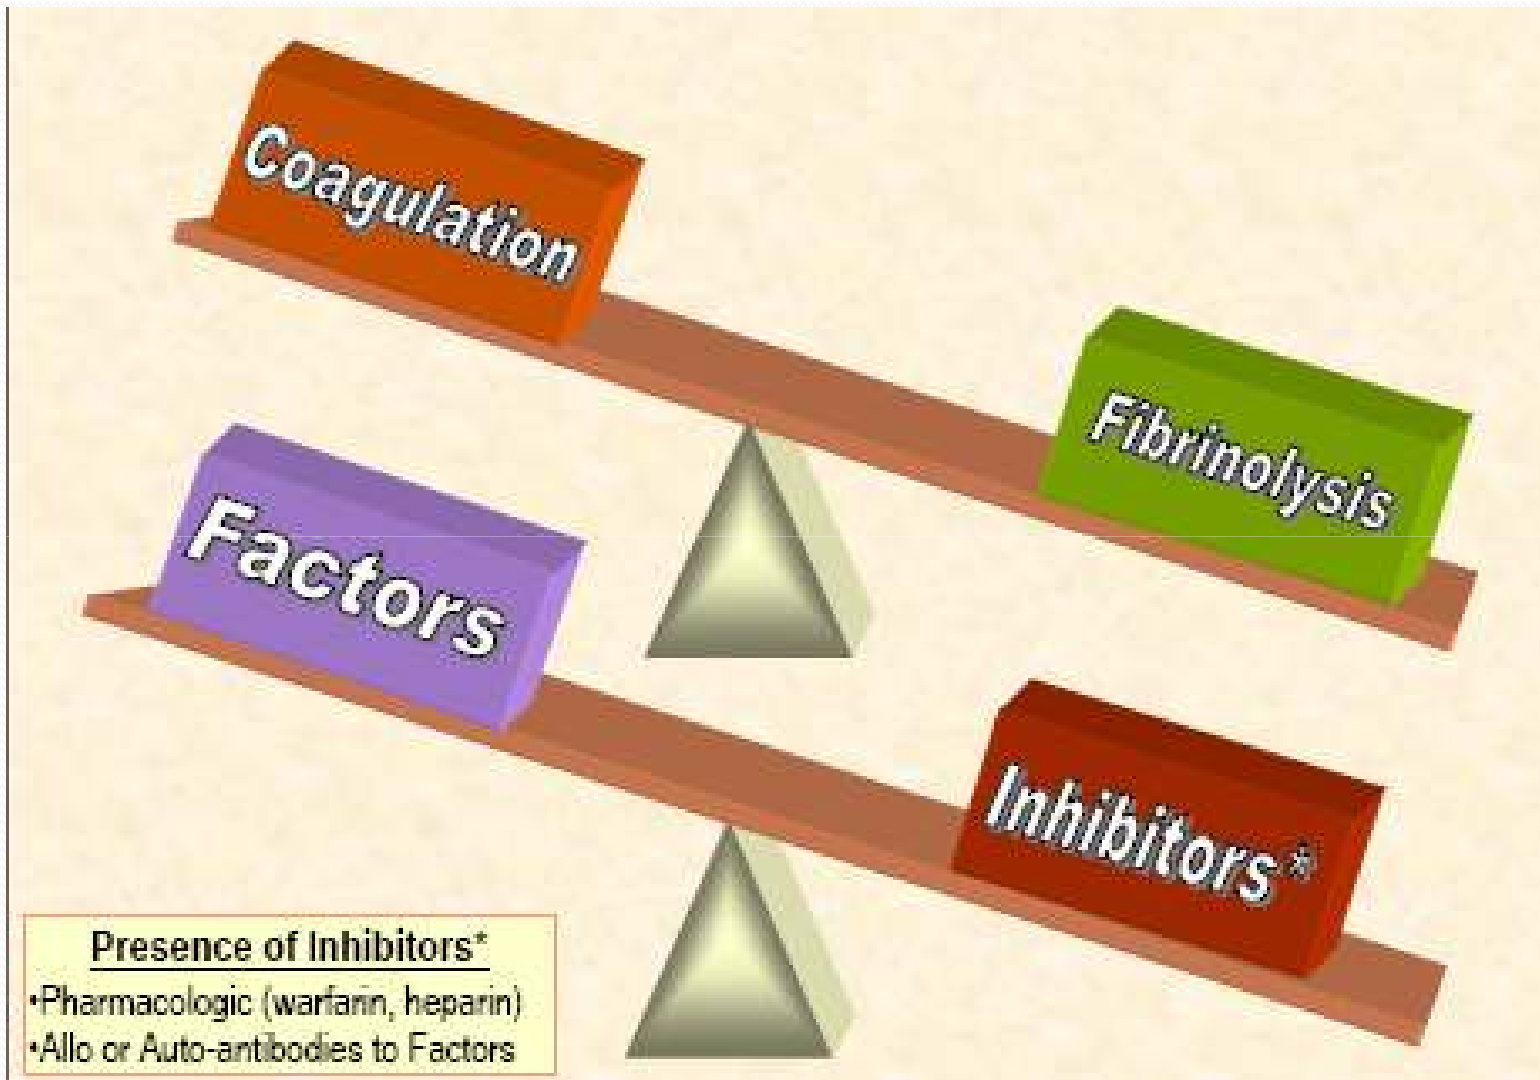 Coagulation
Fibrinolysis
Factors
Inhibitors*
Presence of Inhibitors*
•Pharmacologic (warfarin, heparin)
•Allo or Auto-antibodies to Factors